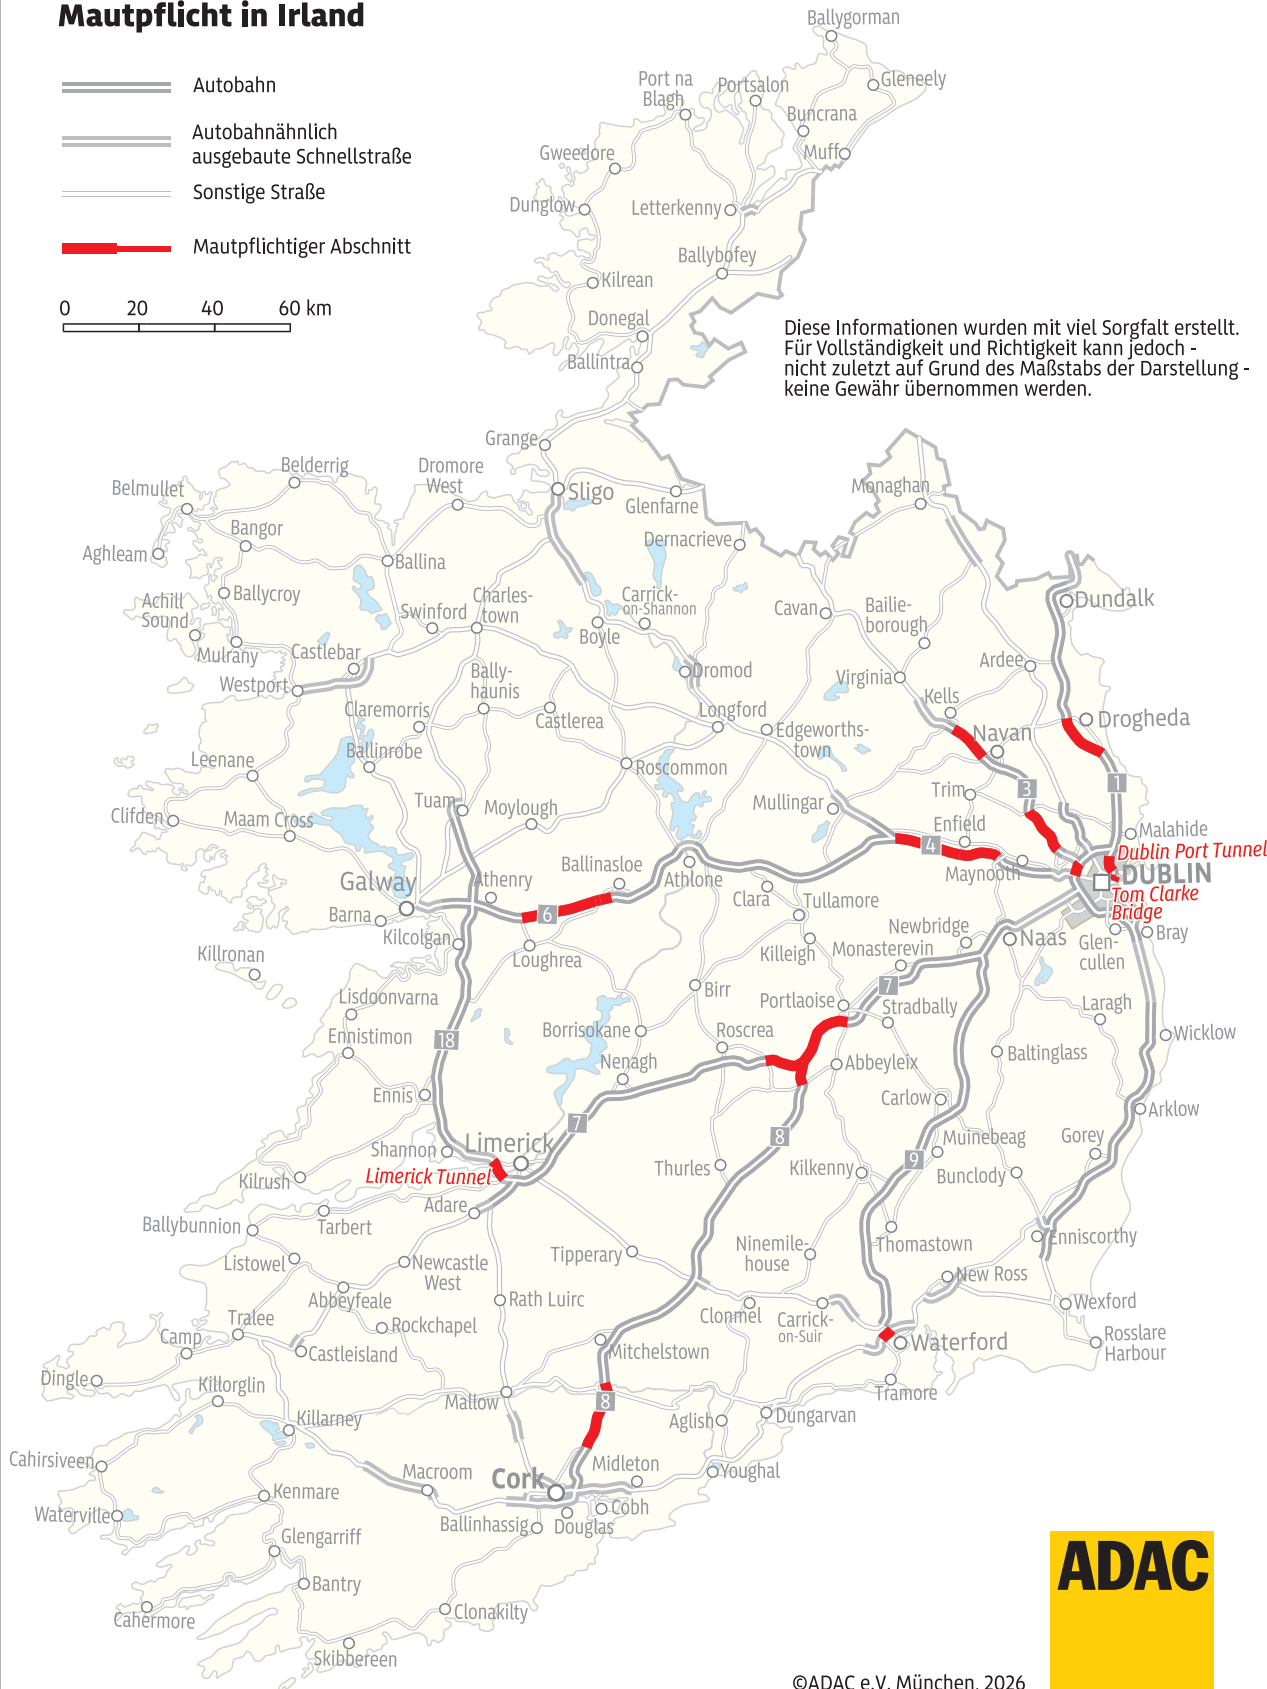 Mautpflicht in Irland
Autobahn
Autobahnähnlich
ausgebaute Schnellstraße
Sonstige Straße
Mautpflichtiger Abschnitt
0 20 40 60 km
Diese Informationen wurden mit viel Sorgfalt erstellt.
Für Vollständigkeit und Richtigkeit kann jedoch -
nicht zuletzt auf Grund des Maßstabs der Darstellung -
keine Gewähr übernommen werden.
Ballygorman
Port na
Blagh
Portsalon
Gleneely
Buncrana
Muff
Gweedore
Dunglow
Letterkenny
Ballybofey
Kilrean
Donegal
Ballintra
Grange
Sligo
Glenfarne
Dromore
West
Belderrig
Belmullet
Bangor
Aghleam
Ballina
Dernacrieve
Monaghan
Achill
Sound
Ballycroy
Swinford
Charles-
town
Carrick-
on-Shannon
Boyle
Cavan
Bailie-
borough
Dundalk
Mulrany
Castlebar
Westport
Bally-
haunis
Dromod
Virginia
Ardee
Kells
Claremorris
Castlerea
Longford
Edgeworths-
town
Navan
Drogheda
Ballinrobe
Leenane
Roscommon
3
1
Clifden
Maam Cross
Tuam
Moylough
Mullingar
Trim
Enfield
4
Malahide
Dublin Port Tunnel
Maynooth
DUBLIN
Tom Clarke
Bridge
Galway
Athenry
Ballinasloe
Athlone
Clara
Tullamore
6
Barna
Kilcolgan
Loughrea
Killeigh
Newbridge
Monasterevin
Naas
Glen-
cullen
Bray
Killronan
Lisdoonvarna
Birr
Portlaoise
7
Stradbally
Laragh
Ennistimon
18
Borrisokane
Roscrea
Wicklow
Nenagh
Abbeyleix
Baltinglass
Ennis
Carlow
Arklow
7
8
Shannon
Limerick
Limerick Tunnel
Muinebeag
Gorey
9
Thurles
Kilkenny
Bunclody
Kilrush
Adare
Ballybunnion
Tarbert
Listowel
Newcastle
West
Tipperary
Ninemile-
house
Thomastown
Enniscorthy
Abbeyfeale
Rath Luirc
New Ross
Clonmel
Carrick-
on-Suir
Wexford
Tralee
Camp
Rockchapel
Castleisland
Mitchelstown
Waterford
Rosslare
Harbour
Dingle
Killorglin
Mallow
8
Tramore
Killarney
Aglish
Dungarvan
Cahirsiveen
Macroom
Cork
Midleton
Youghal
Waterville
Kenmare
Cobh
Ballinhassig
Douglas
Glengarriff
Bantry
Cahermore
Clonakilty
Skibbereen
ADAC
©ADAC e.V. München, 2026